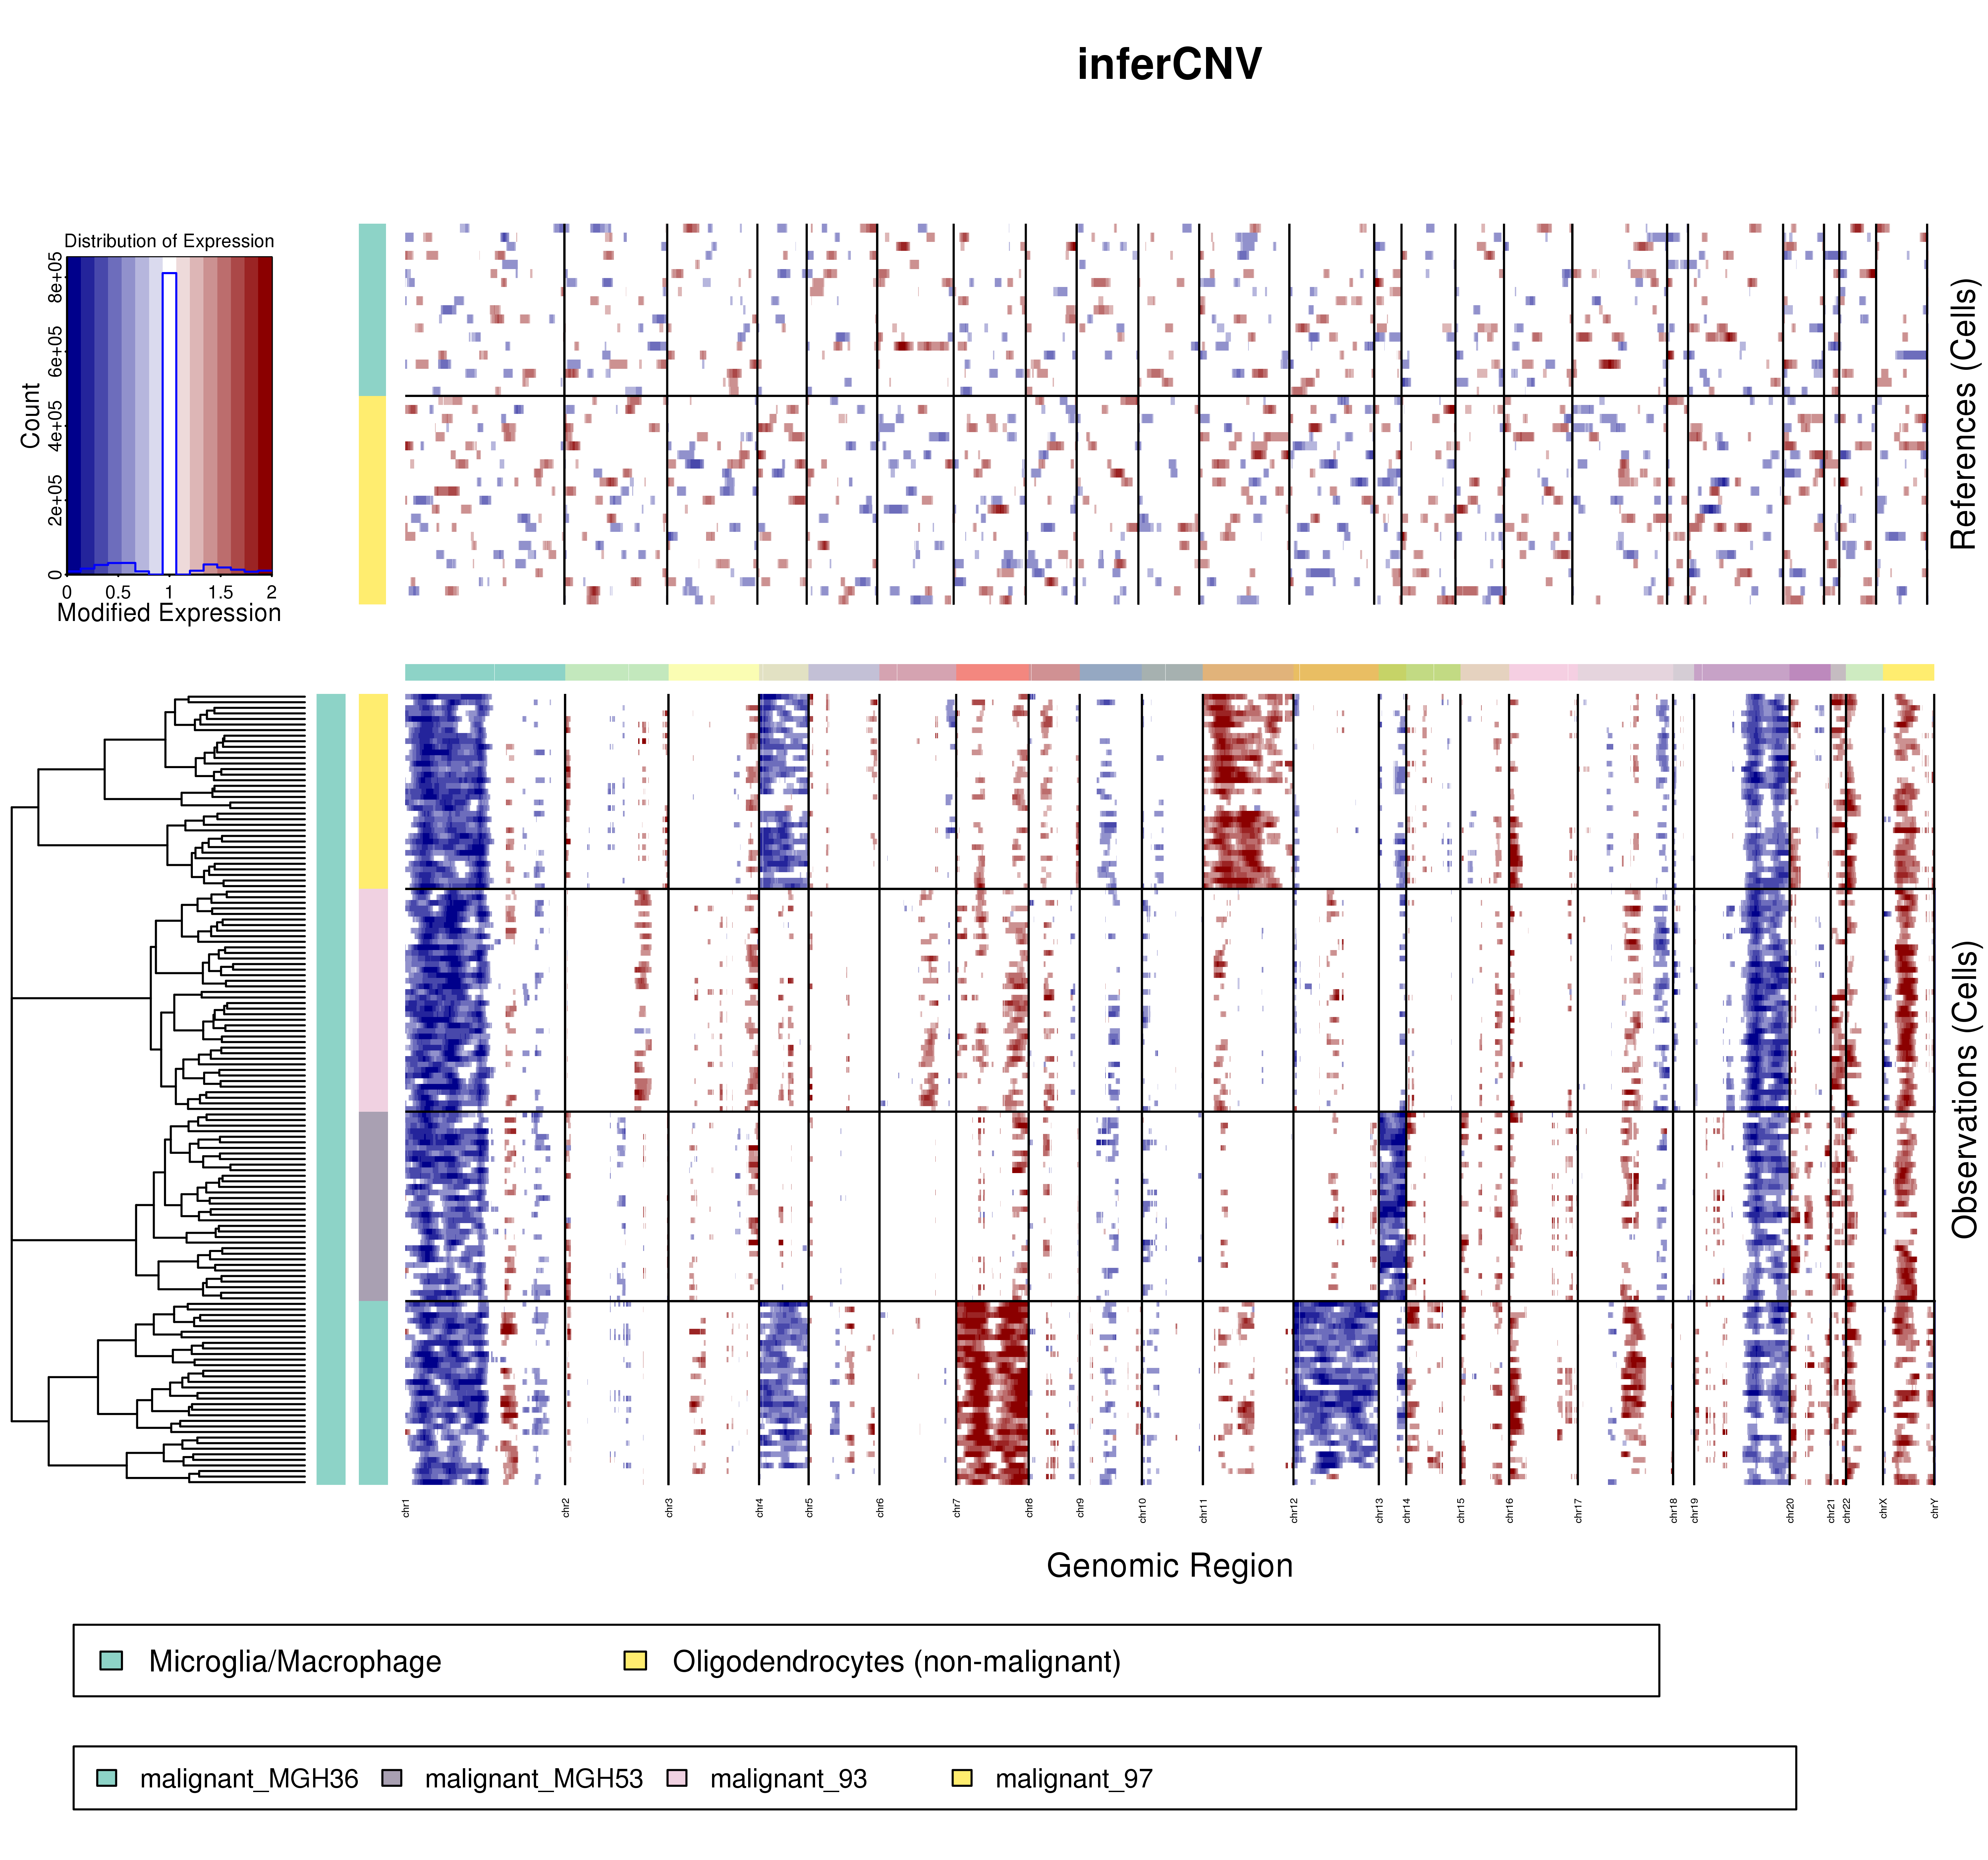 inferCNV
Distribution of Expression
Count
0
2e+05
4e+05
6e+05
8e+05
0 0.5 1 1.5 2
Modified Expression
References (Cells)
Observations (Cells)
chr1 chr2 chr3 chr4 chr5 chr6 chr7 chr8 chr9 chr10 chr11 chr12 chr13 chr14 chr15 chr16 chr17 chr18 chr19 chr20 chr21 chr22 chrX chrY
Genomic Region
Microglia/Macrophage Oligodendrocytes (non-malignant)
malignant_MGH36 malignant_MGH53 malignant_93 malignant_97